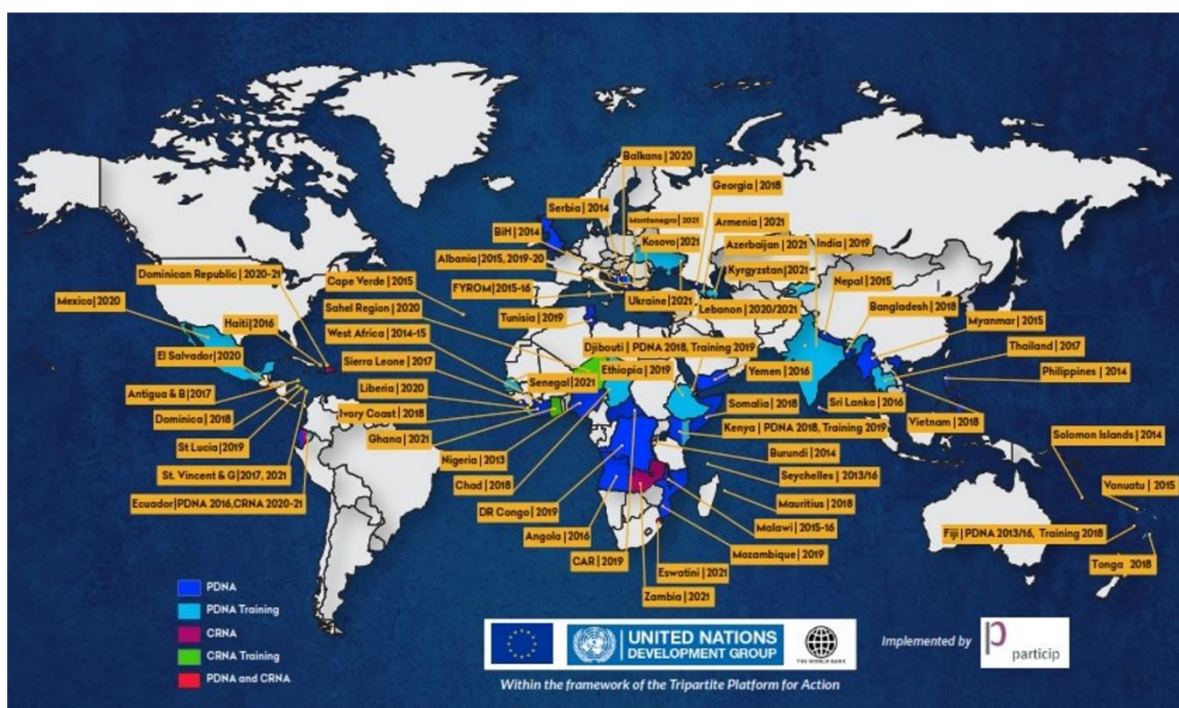 Balkans | 2020
Georgia | 2018
Serbia | 2014
Montenegro | 2021
Armenia | 2021
BiH | 2014
Kosovo | 2021
Azerbaijan | 2021
India | 2019
Albania | 2015, 2019-20
Kyrgyzstan | 2021
Dominican Republic | 2020-21
Cape Verde | 2015
FYROM | 2015-16
Nepal | 2015
Mexico | 2020
Sahel Region | 2020
Ukraine | 2021
Lebanon | 2020/2021
Bangladesh | 2018
Haiti | 2016
Tunisia | 2019
Myanmar | 2015
West Africa | 2014-15
Djibouti | PDNA 2018, Training 2019
Thailand | 2017
El Salvador | 2020
Sierra Leone | 2017
Ethiopia | 2019
Yemen | 2016
Philippines | 2014
Senegal | 2021
Antigua & B | 2017
Liberia | 2020
Somalia | 2018
Sri Lanka | 2016
Ivory Coast | 2018
Vietnam | 2018
Dominica | 2018
Kenya | PDNA 2018, Training 2019
Ghana | 2021
Solomon Islands | 2014
St Lucia | 2019
Nigeria | 2013
Burundi | 2014
St. Vincent & G | 2017, 2021
Seychelles | 2013/16
Chad | 2018
Vanuatu | 2015
Ecuador | PDNA 2016, CRNA 2020-21
Mauritius | 2018
DR Congo | 2019
Malawi | 2015-16
Fiji | PDNA 2013/16, Training 2018
Angola | 2016
Mozambique | 2019
CAR | 2019
Tonga 2018
Eswatini | 2021
Zambia | 2021
PDNA
PDNA Training
CRNA
CRNA Training
PDNA and CRNA
UNITED NATIONS
DEVELOPMENT GROUP
THE WORLD BANK
Implemented by
particip
Within the framework of the Tripartite Platform for Action